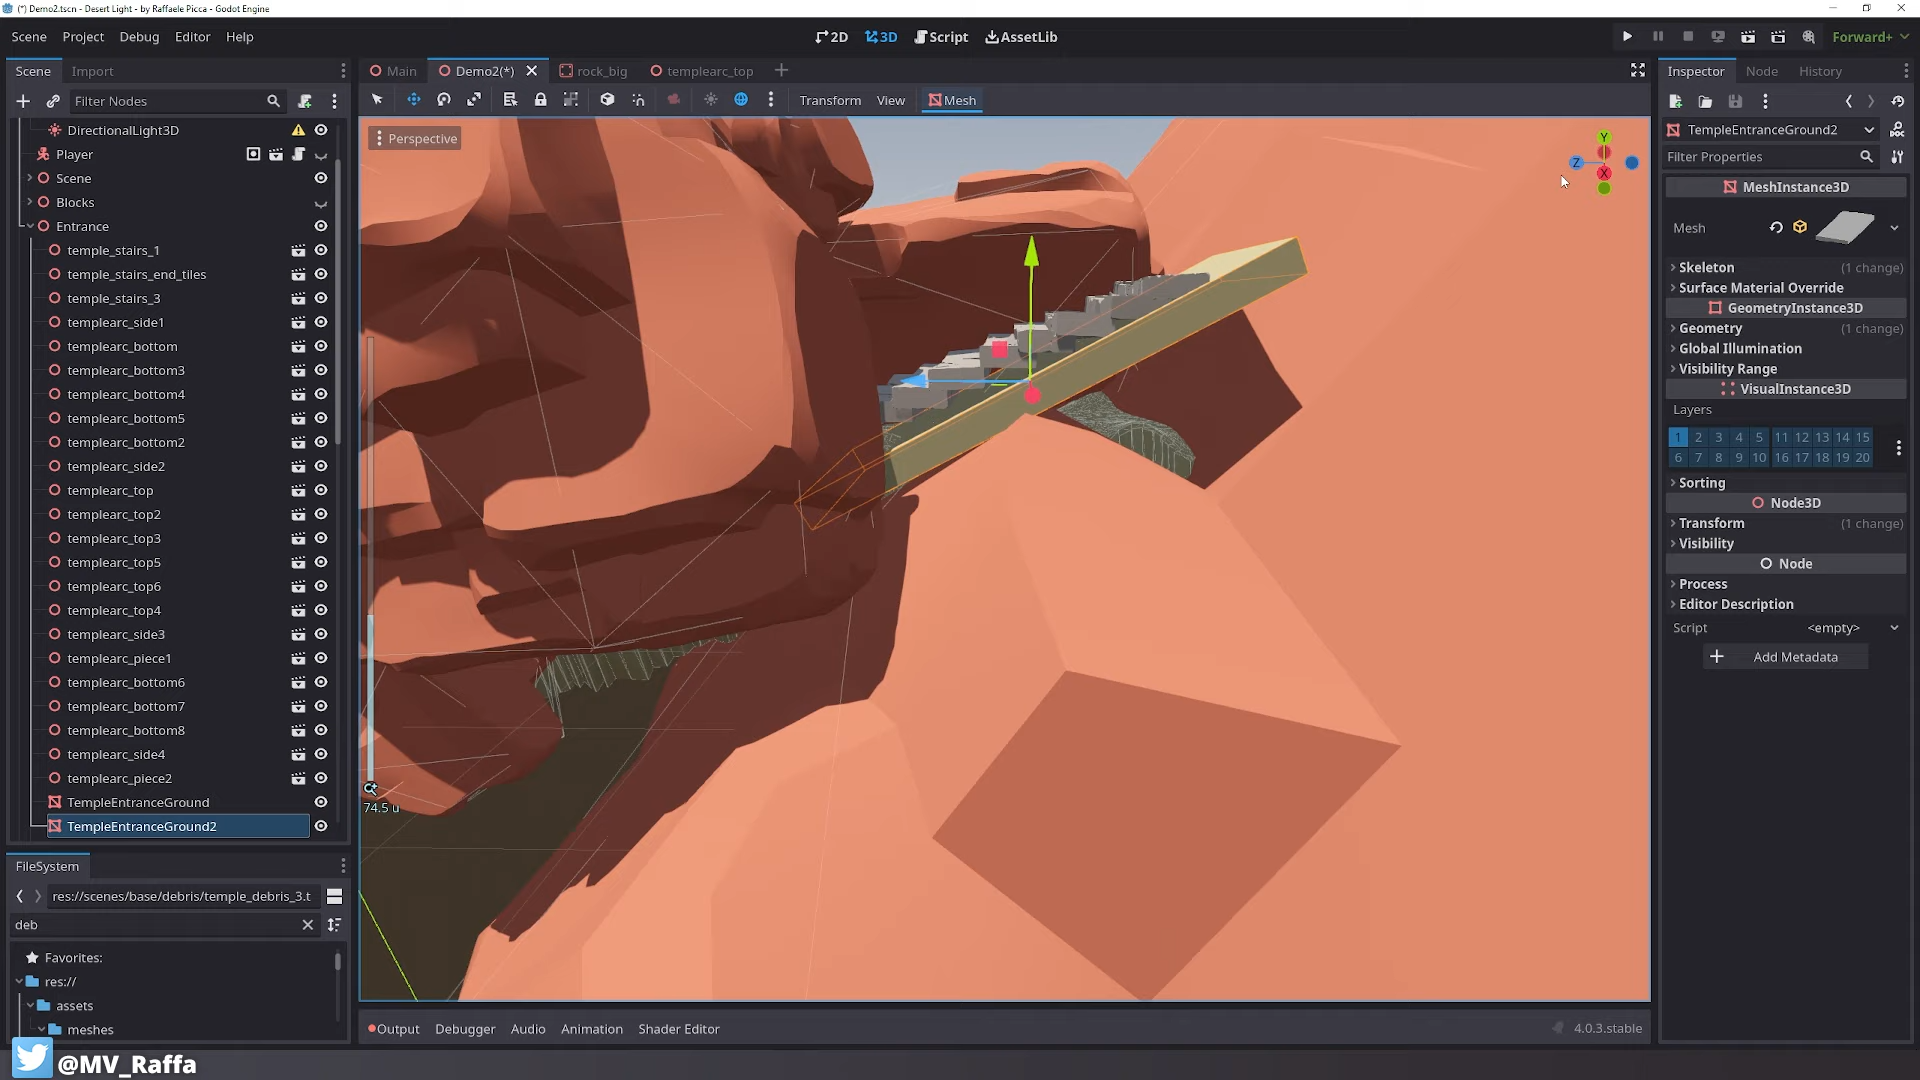 (*) Demo2.tscn - Desert Light - by Raffaele Picca - Godot Engine
Scene Project Debug Editor Help
2D 3D Script AssetLib
Forward+
Scene Import
Main Demo2(*) rock_big templearc_top
Inspector Node History
Filter Nodes
Transform View Mesh
DirectionalLight3D
Player
Scene
Blocks
Entrance
temple_stairs_1
temple_stairs_end_tiles
temple_stairs_3
templearc_side1
templearc_bottom
templearc_bottom3
templearc_bottom4
templearc_bottom5
templearc_bottom2
templearc_side2
templearc_top
templearc_top2
templearc_top3
templearc_top5
templearc_top6
templearc_top4
templearc_side3
templearc_piece1
templearc_bottom6
templearc_bottom7
templearc_bottom8
templearc_side4
templearc_piece2
TempleEntranceGround
TempleEntranceGround2
FileSystem
res://scenes/base/debris/temple_debris_3.t
deb
Favorites:
res://
assets
meshes
@MV_Raffa
Perspective
Y
Z
X
74.5 u
Output Debugger Audio Animation Shader Editor
4.0.3.stable
TempleEntranceGround2
Filter Properties
MeshInstance3D
Mesh
Skeleton (1 change)
Surface Material Override
GeometryInstance3D
Geometry (1 change)
Global Illumination
Visibility Range
VisualInstance3D
Layers
1 2 3 4 5 11 12 13 14 15
6 7 8 9 10 16 17 18 19 20
Sorting
Node3D
Transform (1 change)
Visibility
Node
Process
Editor Description
Script <empty>
Add Metadata